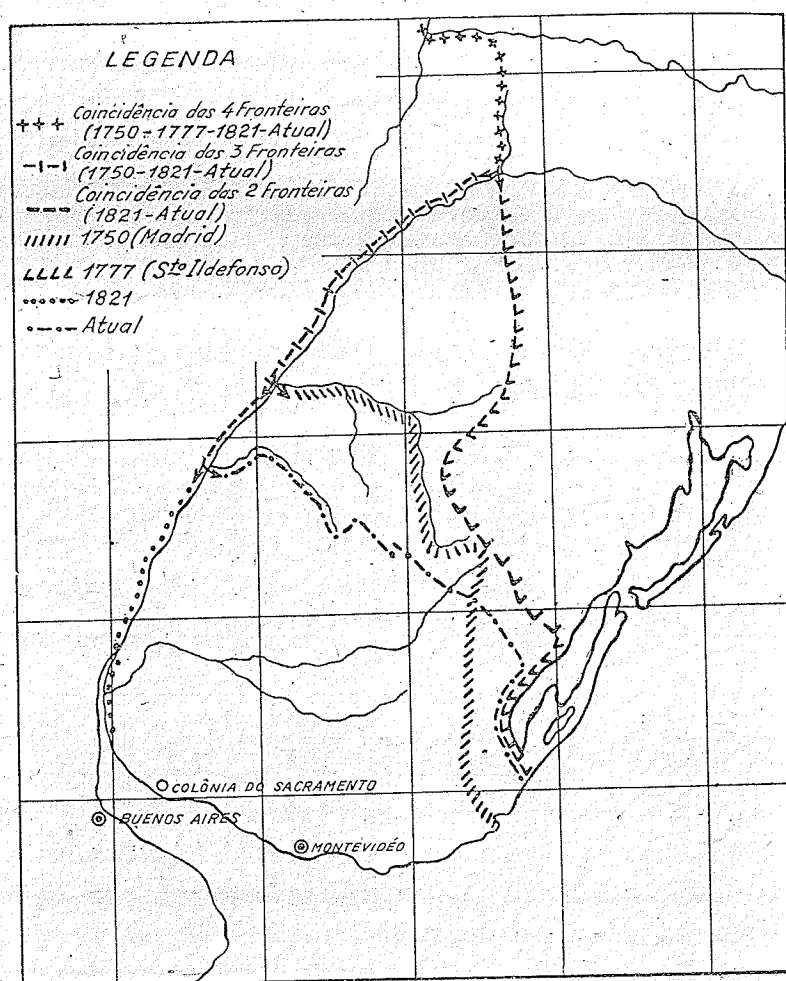 LEGENDA
Coincidência das 4 Fronteiras
(1750-1777-1821-Atual)
Coincidência das 3 Fronteiras
(1750-1821-Atual)
Coincidência das 2 Fronteiras
(1821-Atual)
1750 (Madrid)
1777 (Sto Ildefonso)
1821
Atual
COLÔNIA DO SACRAMENTO
BUENOS AIRES
MONTEVIDÉO